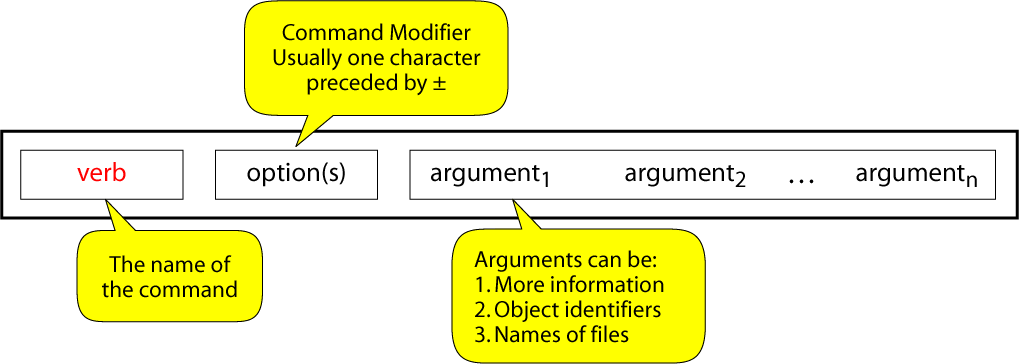 Command Modifier
Usually one character
preceded by ±
verb option(s) argument1 argument2 ... argumentn
The name of
the command
Arguments can be:
1. More information
2. Object identifiers
3. Names of files